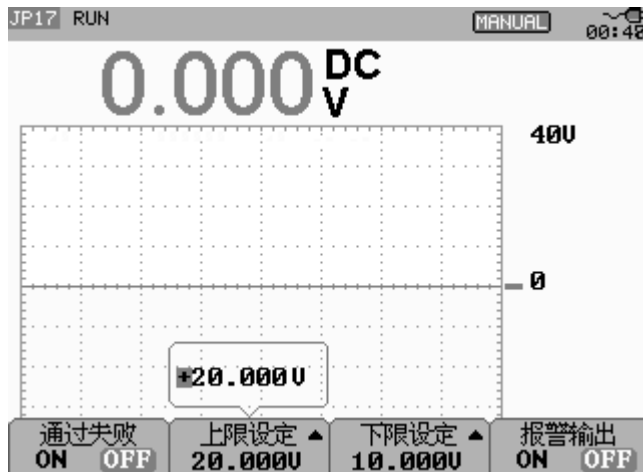 JP17 RUN MANUAL 00:48
0.000 DC V
40V
0
+20.000V
通过失败 上限设定 ▲ 下限设定 ▲ 报警输出
ON OFF 20.000V 10.000V ON OFF